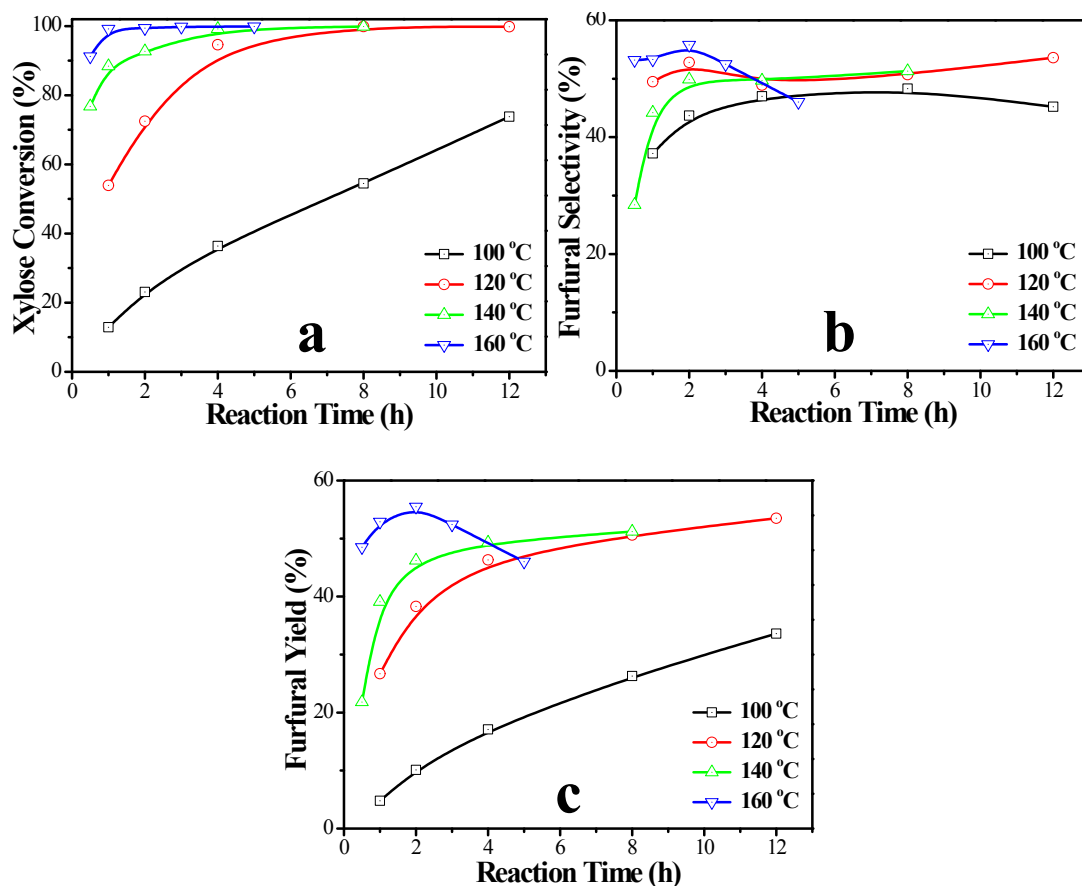 Xylose Conversion (%)
100
80
60
40
20
0
0 2 4 6 8 10 12
Reaction Time (h)
100 °C
120 °C
140 °C
160 °C
a
Furfural Selectivity (%)
60
40
20
0
0 2 4 6 8 10 12
Reaction Time (h)
100 °C
120 °C
140 °C
160 °C
b
Furfural Yield (%)
60
40
20
0
0 2 4 6 8 10 12
Reaction Time (h)
100 °C
120 °C
140 °C
160 °C
c